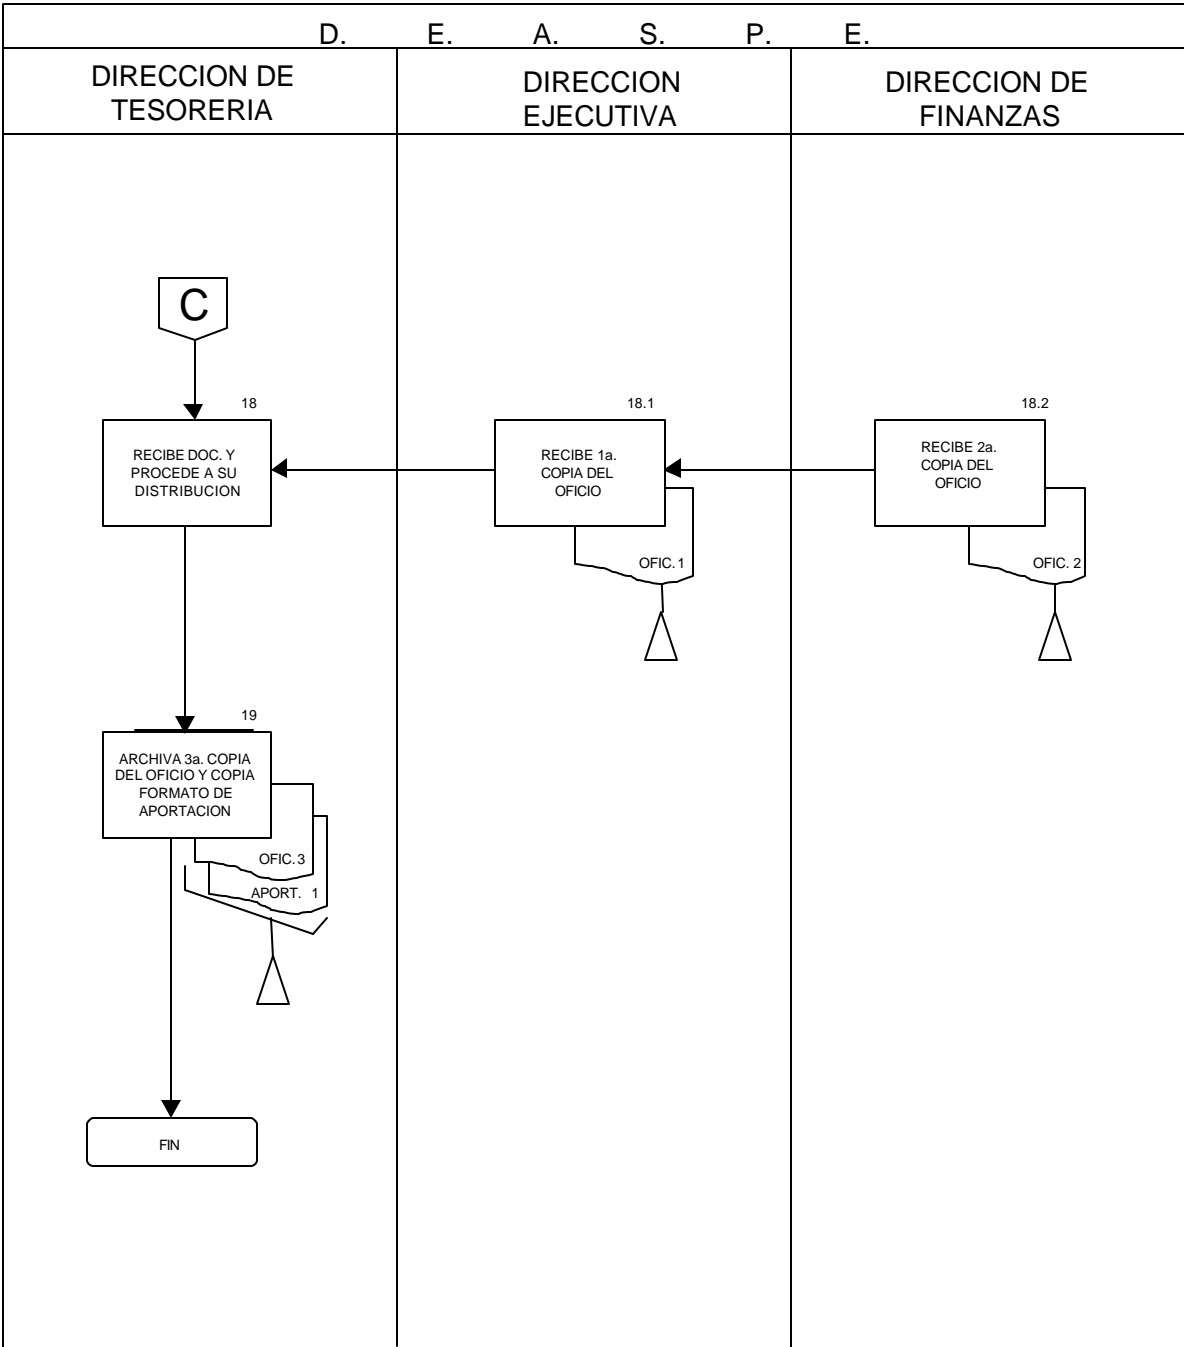 D. E. A. S. P. E.
DIRECCION DE
TESORERIA
DIRECCION
EJECUTIVA
DIRECCION DE
FINANZAS
C
18
RECIBE DOC. Y
PROCEDE A SU
DISTRIBUCION
18.1
RECIBE 1a.
COPIA DEL
OFICIO
OFIC. 1
18.2
RECIBE 2a.
COPIA DEL
OFICIO
OFIC. 2
19
ARCHIVA 3a. COPIA
DEL OFICIO Y COPIA
FORMATO DE
APORTACION
OFIC. 3
APORT. 1
FIN